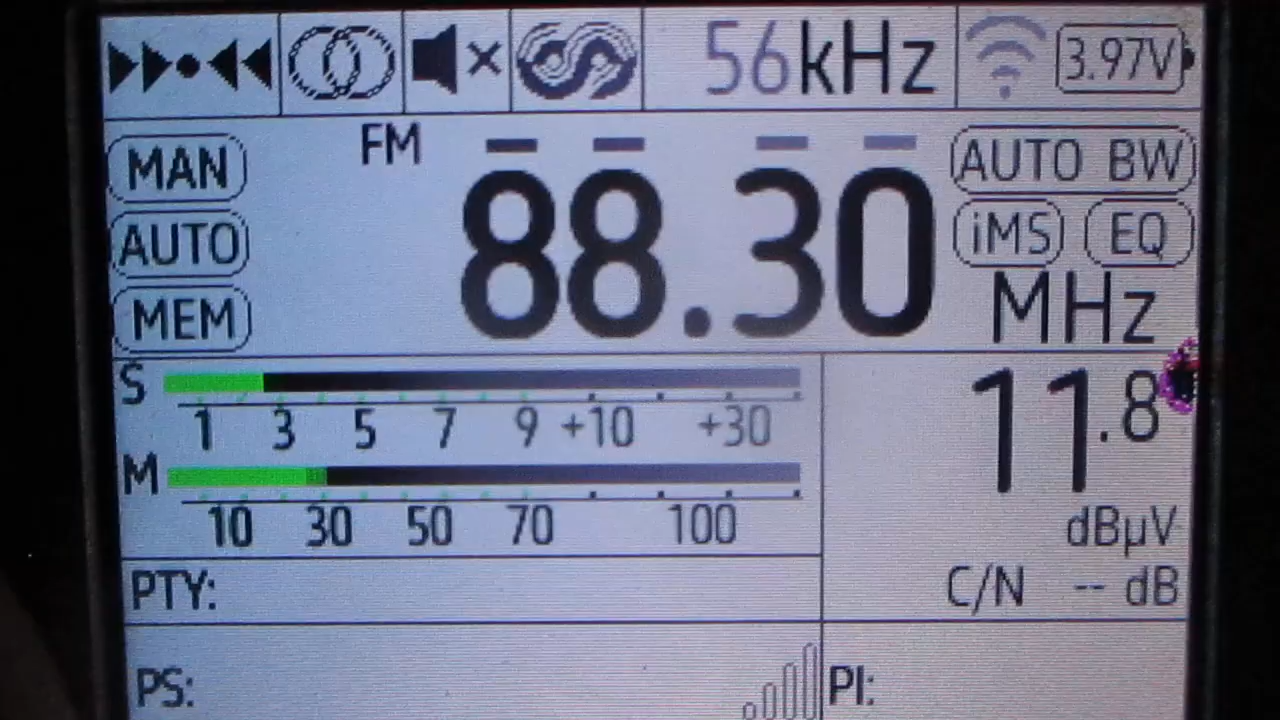 56kHz 3.97V
FM
MAN
AUTO
MEM
88.30
AUTO BW
iMS EQ
MHz
S
1 3 5 7 9 +10 +30
M
10 30 50 70 100
11.8
dBµV
C/N -- dB
PTY:
PS:
PI: